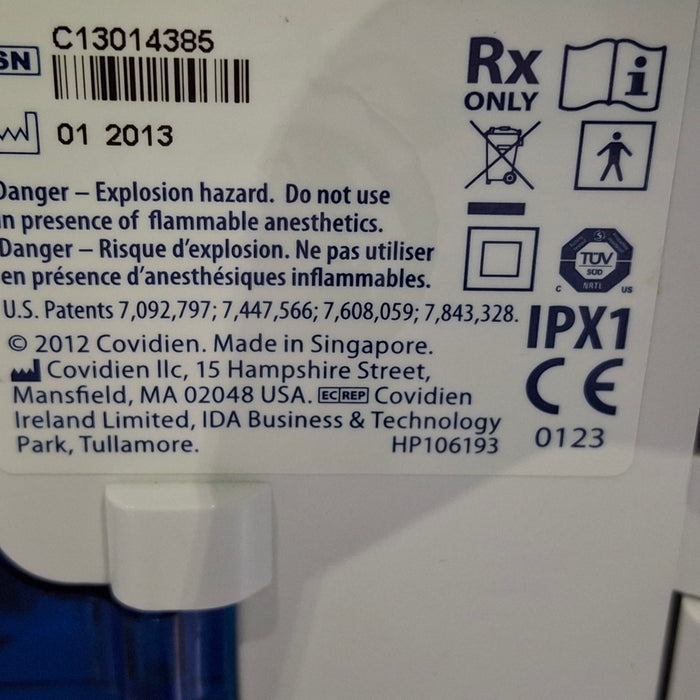 SN C13014385
01 2013
Rx
ONLY
Danger – Explosion hazard. Do not use
in presence of flammable anesthetics.
Danger – Risque d'explosion. Ne pas utiliser
en présence d'anesthésiques inflammables.
U.S. Patents 7,092,797; 7,447,566; 7,608,059; 7,843,328.
© 2012 Covidien. Made in Singapore.
Covidien llc, 15 Hampshire Street,
Mansfield, MA 02048 USA. EC REP Covidien
Ireland Limited, IDA Business & Technology
Park, Tullamore.
HP106193
TÜV
SÜD
NRTL
C US
IPX1
CE
0123